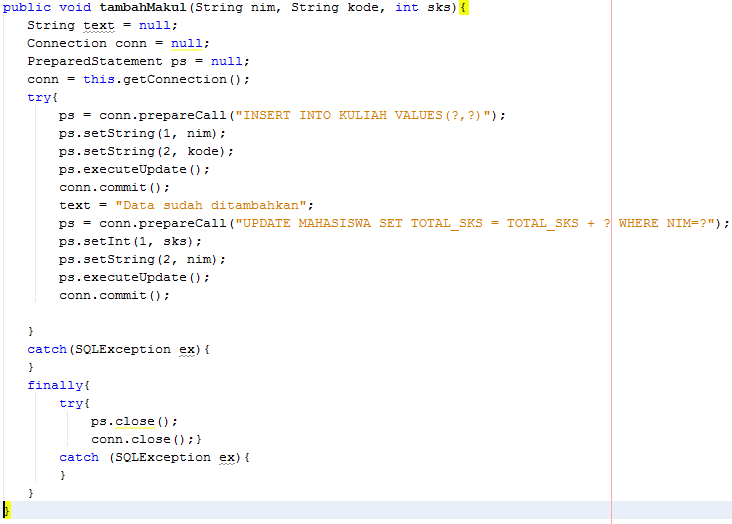 public void tambahMakul(String nim, String kode, int sks){
String text = null;
Connection conn = null;
PreparedStatement ps = null;
conn = this.getConnection();
try{
ps = conn.prepareCall("INSERT INTO KULIAH VALUES(?,?)");
ps.setString(1, nim);
ps.setString(2, kode);
ps.executeUpdate();
conn.commit();
text = "Data sudah ditambahkan";
ps = conn.prepareCall("UPDATE MAHASISWA SET TOTAL_SKS = TOTAL_SKS + ? WHERE NIM=?");
ps.setInt(1, sks);
ps.setString(2, nim);
ps.executeUpdate();
conn.commit();
}
catch(SQLException ex){
}
finally{
try{
ps.close();
conn.close();}
catch (SQLException ex){
}
}
}